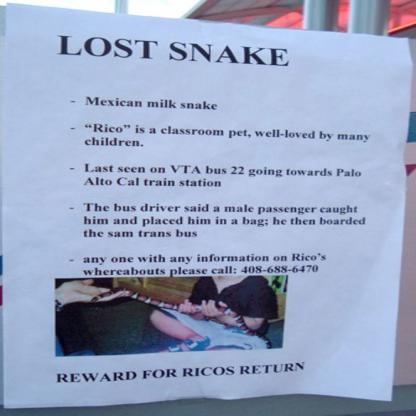 LOST SNAKE
- Mexican milk snake
- “Rico” is a classroom pet, well-loved by many
children.
- Last seen on VTA bus 22 going towards Palo
Alto Cal train station
- The bus driver said a male passenger caught
him and placed him in a bag; he then boarded
the sam trans bus
- any one with any information on Rico’s
whereabouts please call: 408-688-6470
REWARD FOR RICOS RETURN